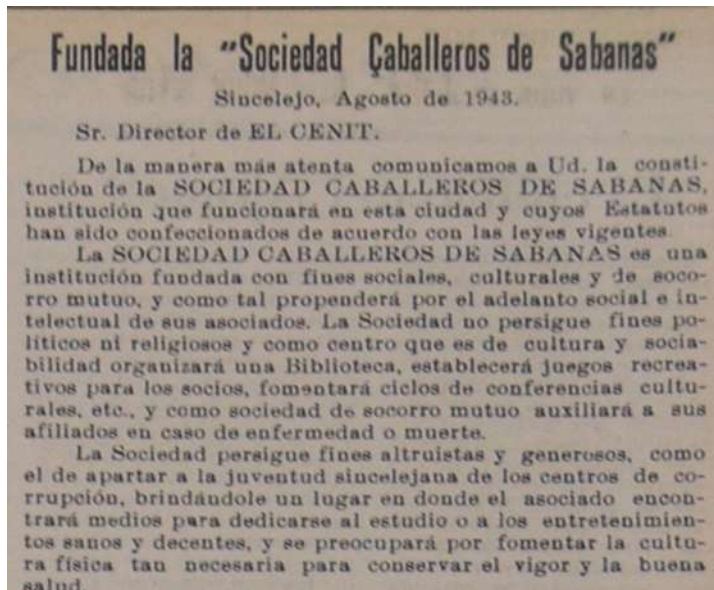 Fundada la "Sociedad Çaballeros de Sabanas"
Sincelejo, Agosto de 1943.
Sr. Director de EL CENIT.
De la manera más atenta comunicamos a Ud. la consti-
tución de la SOCIEDAD CABALLEROS DE SABANAS,
institución que funcionará en esta ciudad y cuyos Estatutos
han sido confeccionados de acuerdo con las leyes vigentes.
La SOCIEDAD CABALLEROS DE SABANAS es una
institución fundada con fines sociales, culturales y de soco-
rro mutuo, y como tal propenderá por el adelanto social e in-
telectual de sus asociados. La Sociedad no persigue fines po-
líticos ni religiosos y como centro que es de cultura y socia-
bilidad organizará una Biblioteca, establecerá juegos recrea-
tivos para los socios, fomentará ciclos de conferencias cultu-
rales, etc., y como sociedad de socorro mutuo auxiliará a sus
afiliados en caso de enfermedad o muerte.
La Sociedad persigue fines altruistas y generosos, como
el de apartar a la juventud sincelejana de los centros de co-
rrupción, brindándole un lugar en donde el asociado encon-
trará medios para dedicarse al estudio o a los entretenimien-
tos sanos y decentes, y se preocupará por fomentar la cultu-
ra física tan necesaria para conservar el vigor y la buena
salud.